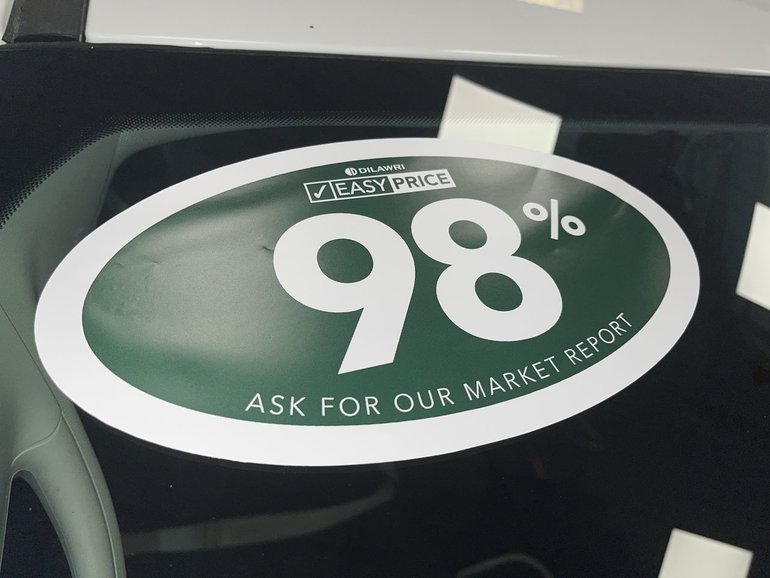 DILAWRI
EASY PRICE
98%
ASK FOR OUR MARKET REPORT